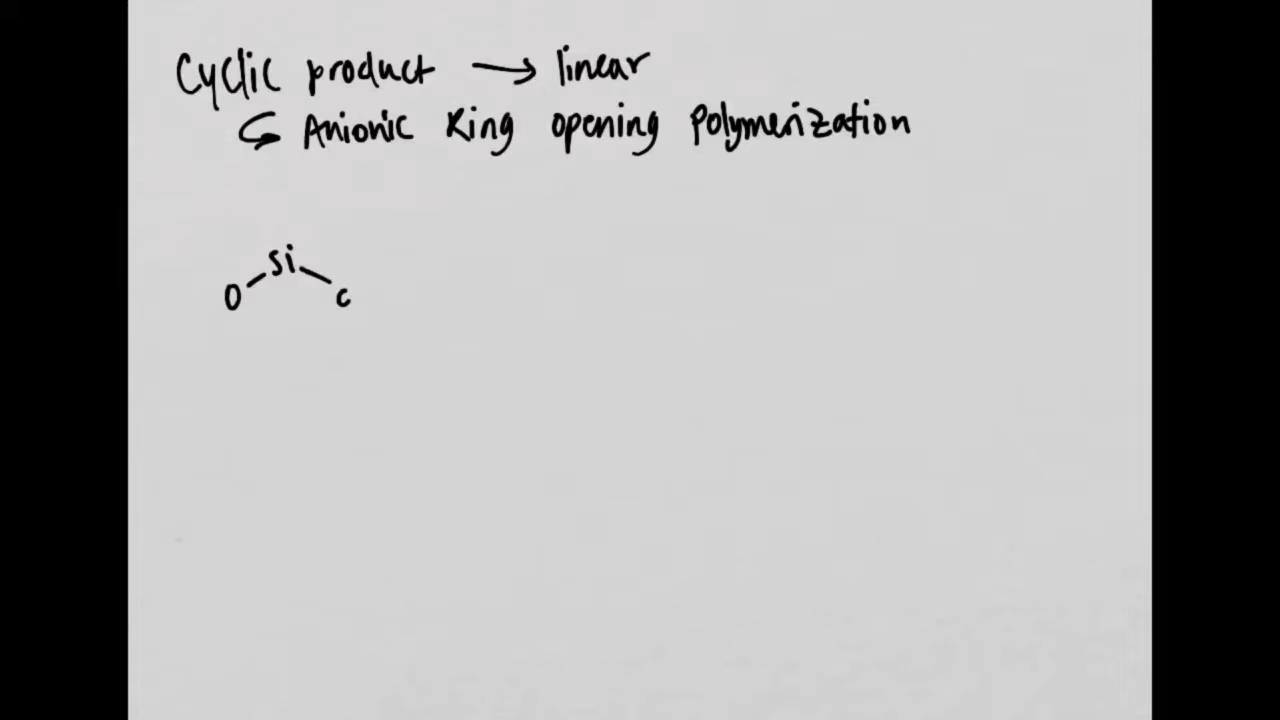 Cyclic product → linear
↪ Anionic Ring opening Polymerization
Si
O c